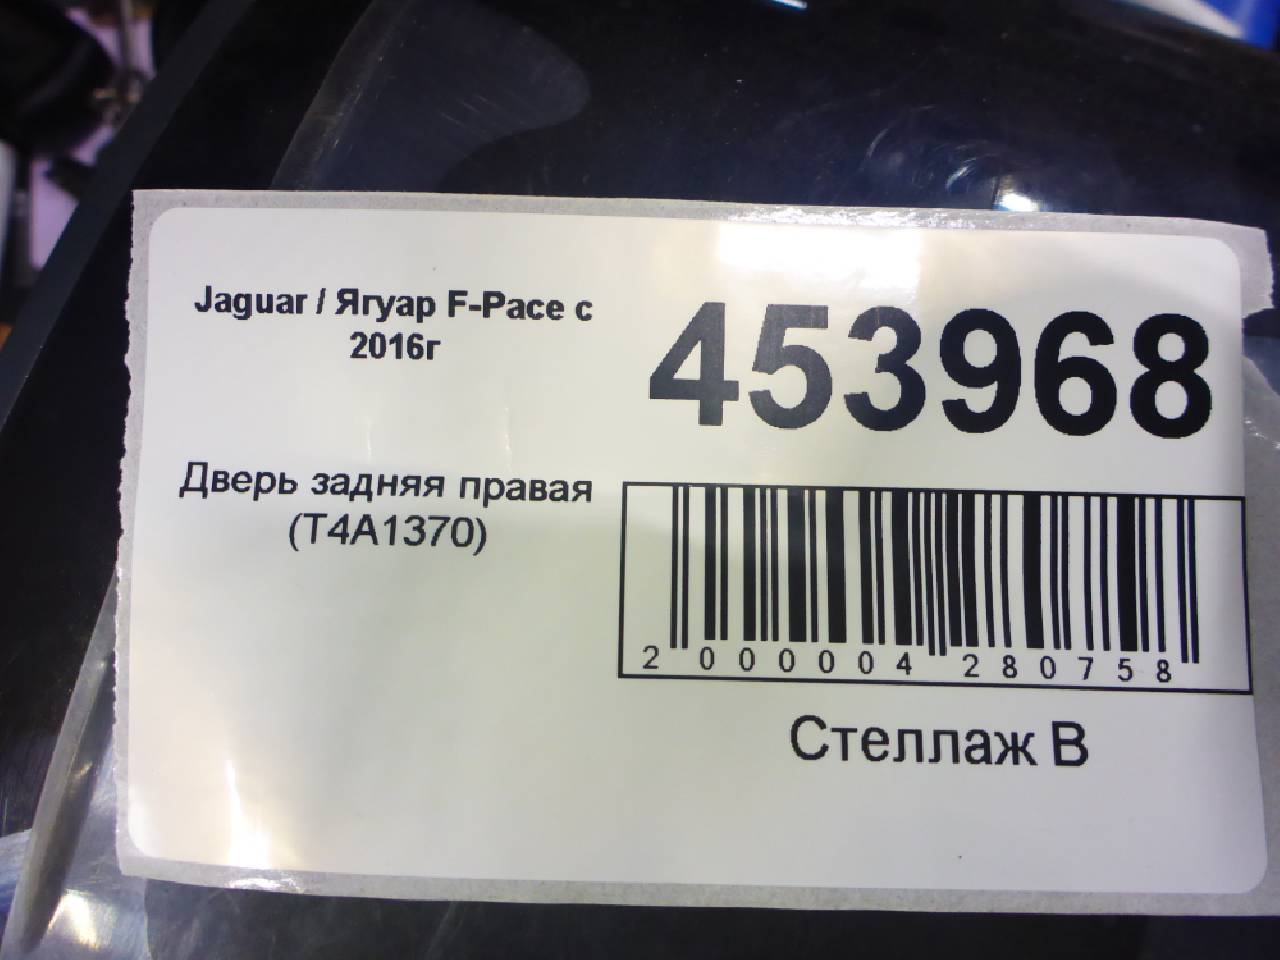 Jaguar / Ягуар F-Pace с
2016г
453968
Дверь задняя правая
(T4A1370)
2 000004 280758
Стеллаж В